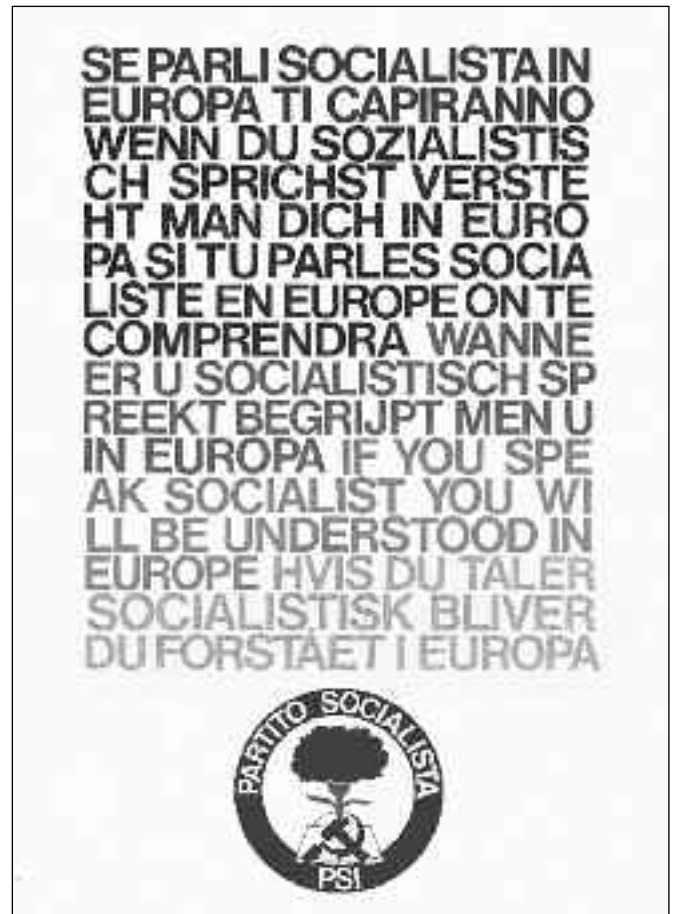 SE PARLI SOCIALISTA IN
EUROPA TI CAPIRANNO
WENN DU SOZIALISTIS
CH SPRICHST VERSTE
HT MAN DICH IN EURO
PA SI TU PARLES SOCIA
LISTE EN EUROPE ON TE
COMPRENDRA WANNE
ER U SOCIALISTISCH SP
REEKT BEGRIJPT MEN U
IN EUROPA IF YOU SPE
AK SOCIALIST YOU WI
LL BE UNDERSTOOD IN
EUROPE HVIS DU TALER
SOCIALISTISK BLIVER
DU FORSTAET I EUROPA
PARTITO SOCIALISTA
PSI